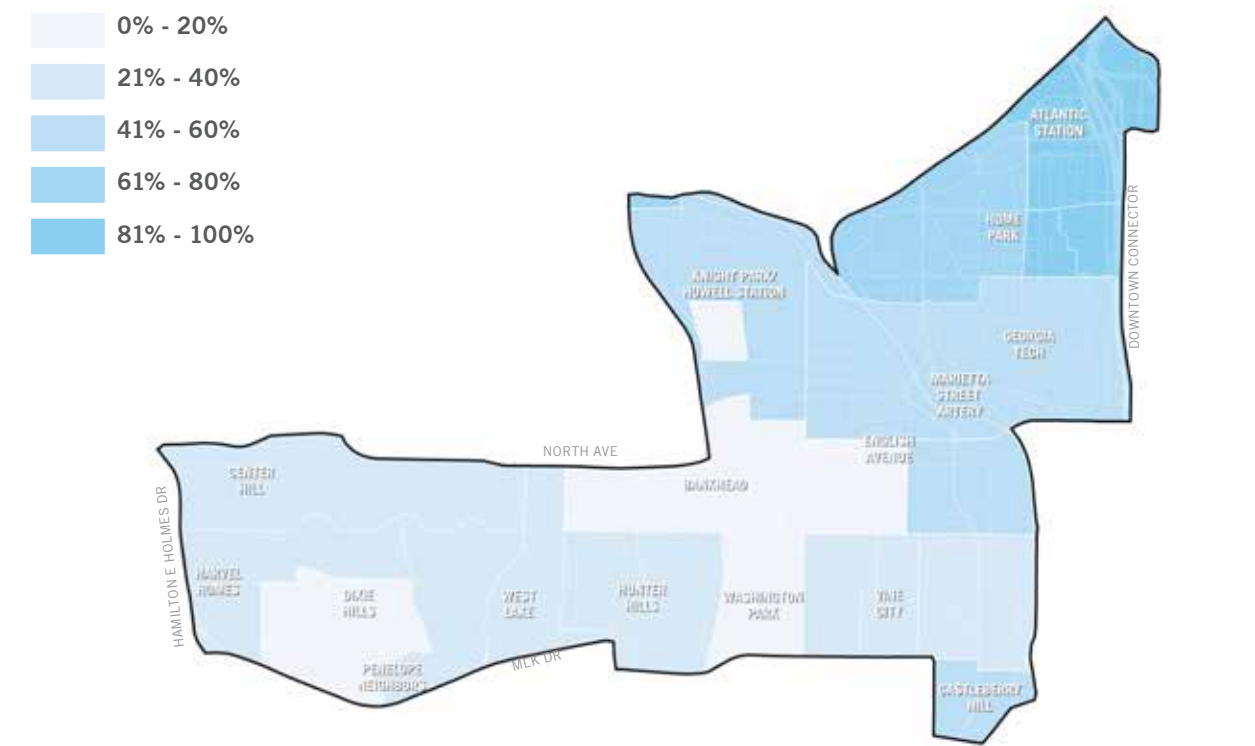 0% - 20%
21% - 40%
41% - 60%
61% - 80%
81% - 100%
ATLANTIC
STATION
DOWNTOWN CONNECTOR
HOME
PARK
KNIGHT PARK/
HOWELL STATION
GEORGIA
TECH
MARIETTA
STREET
ARTERY
ENGLISH
AVENUE
NORTH AVE
BANKHEAD
CENTER
HILL
HAMILTON E HOLMES DR
HARVEL
HOMES
DIXIE
HILLS
WEST
LAKE
HUNTER
HILLS
WASHINGTON
PARK
VINE
CITY
MLK DR
PENELOPE
NEIGHBORS
CASTLEBERRY
HILL